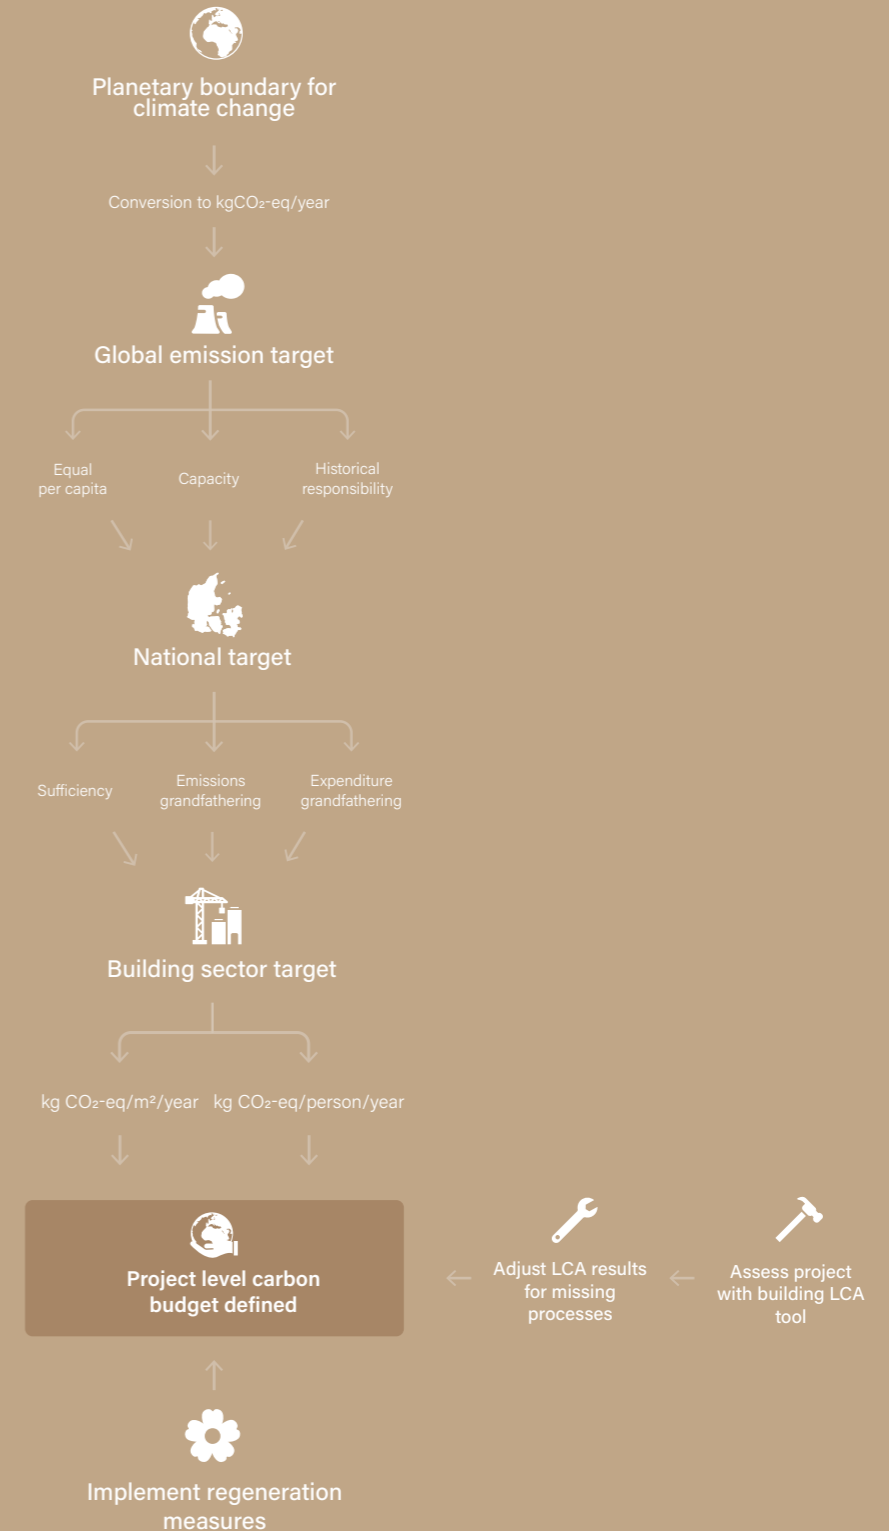 Planetary boundary for
climate change
Conversion to kgCO₂-eq/year
Global emission target
Equal
per capita
Capacity
Historical
responsibility
National target
Sufficiency
Emissions
grandfathering
Expenditure
grandfathering
Building sector target
kg CO₂-eq/m²/year
kg CO₂-eq/person/year
Project level carbon
budget defined
Adjust LCA results
for missing
processes
Assess project
with building LCA
tool
Implement regeneration
measures